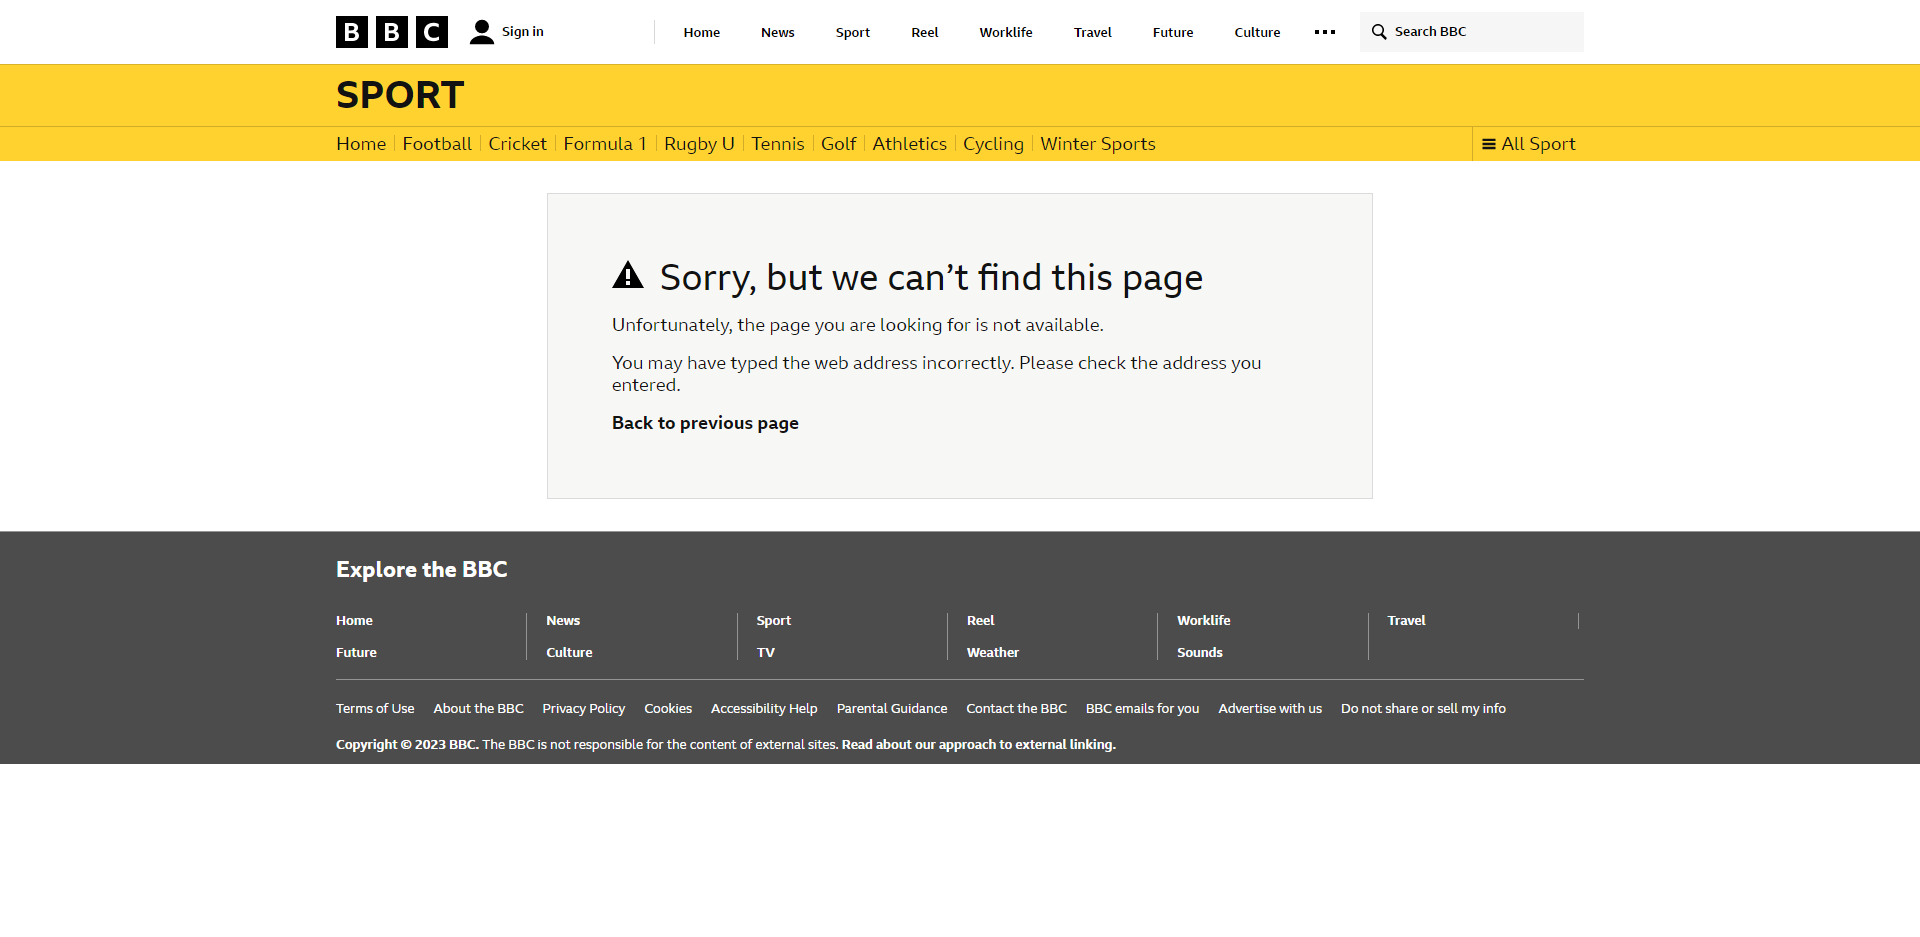 BBC Sign in Home News Sport Reel Worklife Travel Future Culture Search BBC
SPORT
Home Football Cricket Formula 1 Rugby U Tennis Golf Athletics Cycling Winter Sports All Sport
Sorry, but we can’t find this page
Unfortunately, the page you are looking for is not available.
You may have typed the web address incorrectly. Please check the address you
entered.
Back to previous page
Explore the BBC
Home News Sport Reel Worklife Travel
Future Culture TV Weather Sounds
Terms of Use About the BBC Privacy Policy Cookies Accessibility Help Parental Guidance Contact the BBC BBC emails for you Advertise with us Do not share or sell my info
Copyright © 2023 BBC. The BBC is not responsible for the content of external sites. Read about our approach to external linking.